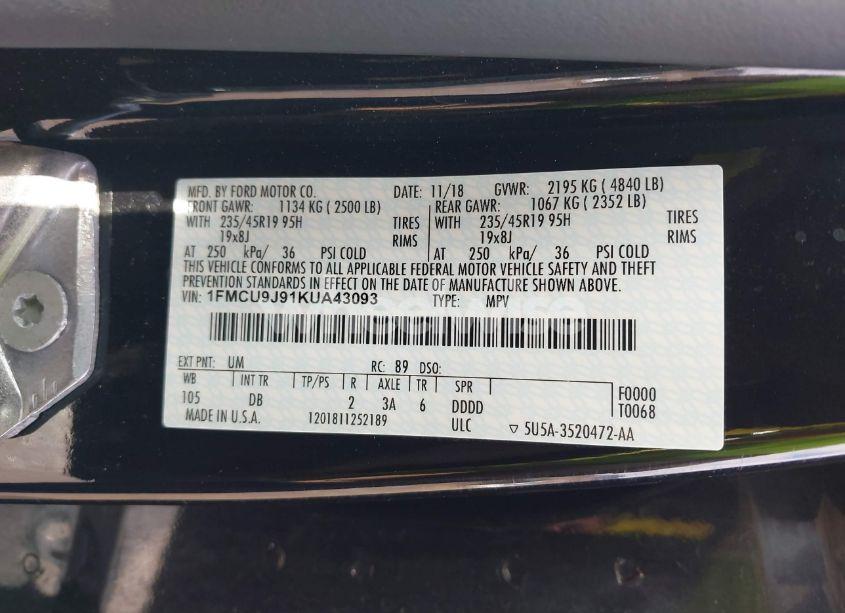 MFD. BY FORD MOTOR CO. DATE: 11/18 GVWR: 2195 KG ( 4840 LB)
FRONT GAWR: 1134 KG ( 2500 LB) REAR GAWR: 1067 KG ( 2352 LB)
WITH 235/45R19 95H TIRES WITH 235/45R19 95H TIRES
19x8J RIMS 19x8J RIMS
AT 250 kPa/ 36 PSI COLD AT 250 kPa/ 36 PSI COLD
THIS VEHICLE CONFORMS TO ALL APPLICABLE FEDERAL MOTOR VEHICLE SAFETY AND THEFT
PREVENTION STANDARDS IN EFFECT ON THE DATE OF MANUFACTURE SHOWN ABOVE.
VIN: 1FMCU9J91KUA43093 TYPE: MPV
EXT PNT: UM RC: 89 DSO:
WB INT TR TP/PS R AXLE TR SPR F0000
105 DB 2 3A 6 DDDD T0068
MADE IN U.S.A. 1201811252189 ULC ▽ 5U5A-3520472-AA